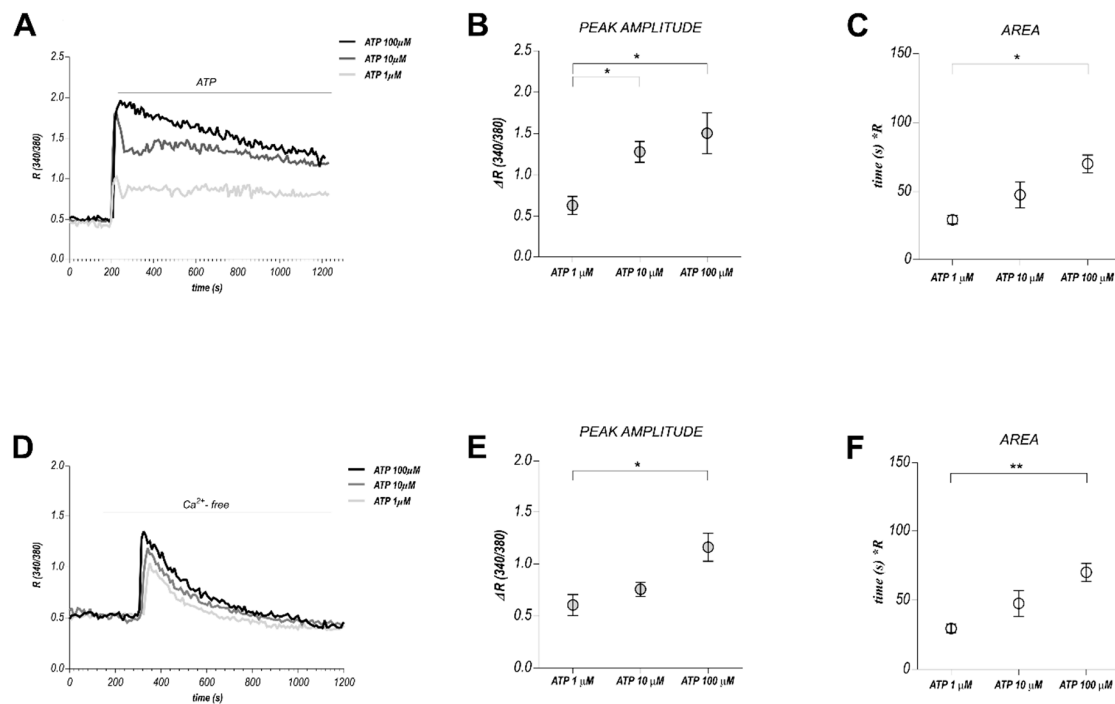 A
ATP 100μM
ATP 10μM
ATP 1μM
ATP
R (340/380)
2.5
2.0
1.5
1.0
0.5
0.0
0 200 400 600 800 1000 1200
time (s)
B
PEAK AMPLITUDE
*
*
ΔR (340/380)
2.5
2.0
1.5
1.0
0.5
0.0
ATP 1 μM ATP 10 μM ATP 100 μM
C
AREA
*
time (s) *R
150
100
50
0
ATP 1 μM ATP 10 μM ATP 100 μM
D
ATP 100μM
ATP 10μM
ATP 1μM
Ca2+- free
R (340/380)
2.0
1.5
1.0
0.5
0.0
0 200 400 600 800 1000 1200
time (s)
E
PEAK AMPLITUDE
*
ΔR (340/380)
2.0
1.5
1.0
0.5
0.0
ATP 1 μM ATP 10 μM ATP 100 μM
F
AREA
**
time (s) *R
150
100
50
0
ATP 1 μM ATP 10 μM ATP 100 μM